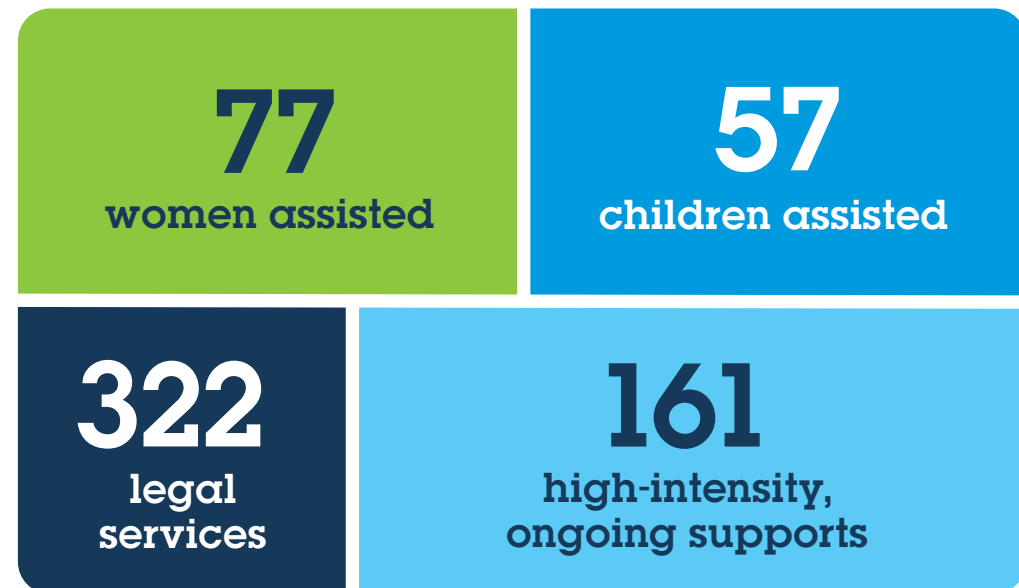 77
women assisted
57
children assisted
322
legal
services
161
high-intensity,
ongoing supports